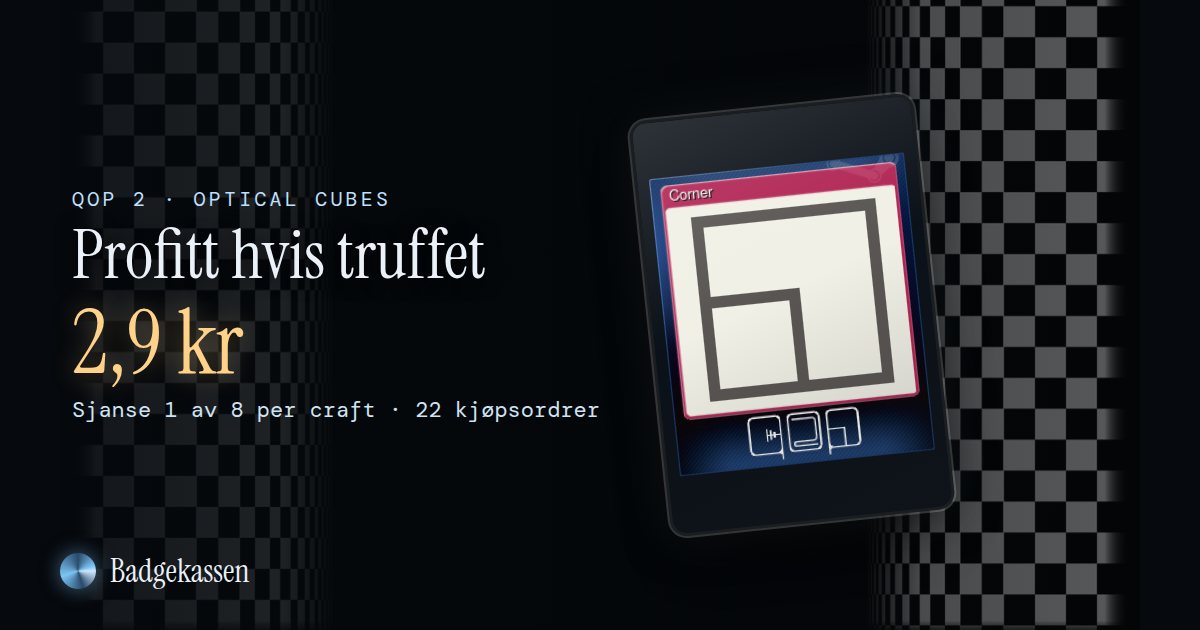 QOP 2 · OPTICAL CUBES
Profitt hvis truffet
2,9 kr
Sjanse 1 av 8 per craft · 22 kjøpsordrer
Corner
Badgekassen